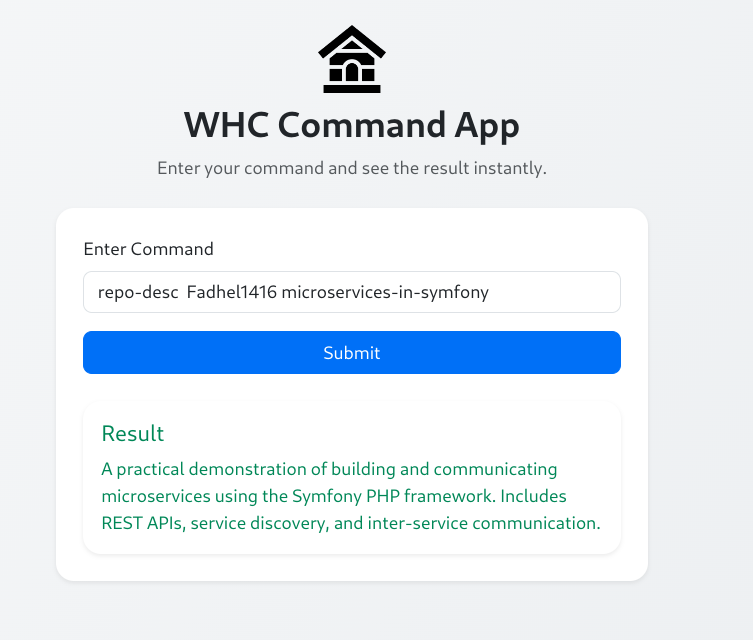 WHC Command App
Enter your command and see the result instantly.
Enter Command
repo-desc  Fadhel1416 microservices-in-symfony
Submit
Result
A practical demonstration of building and communicating
microservices using the Symfony PHP framework. Includes
REST APIs, service discovery, and inter-service communication.